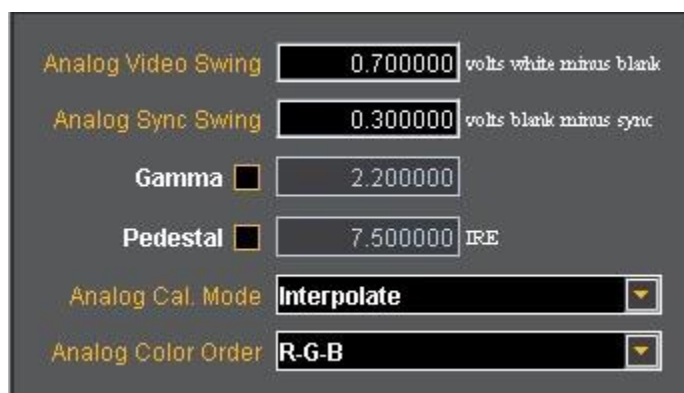 Analog Video Swing 0.700000 volts white minus blank
Analog Sync Swing 0.300000 volts blank minus sync
Gamma 2.200000
Pedestal 7.500000 IRE
Analog Cal. Mode Interpolate
Analog Color Order R-G-B